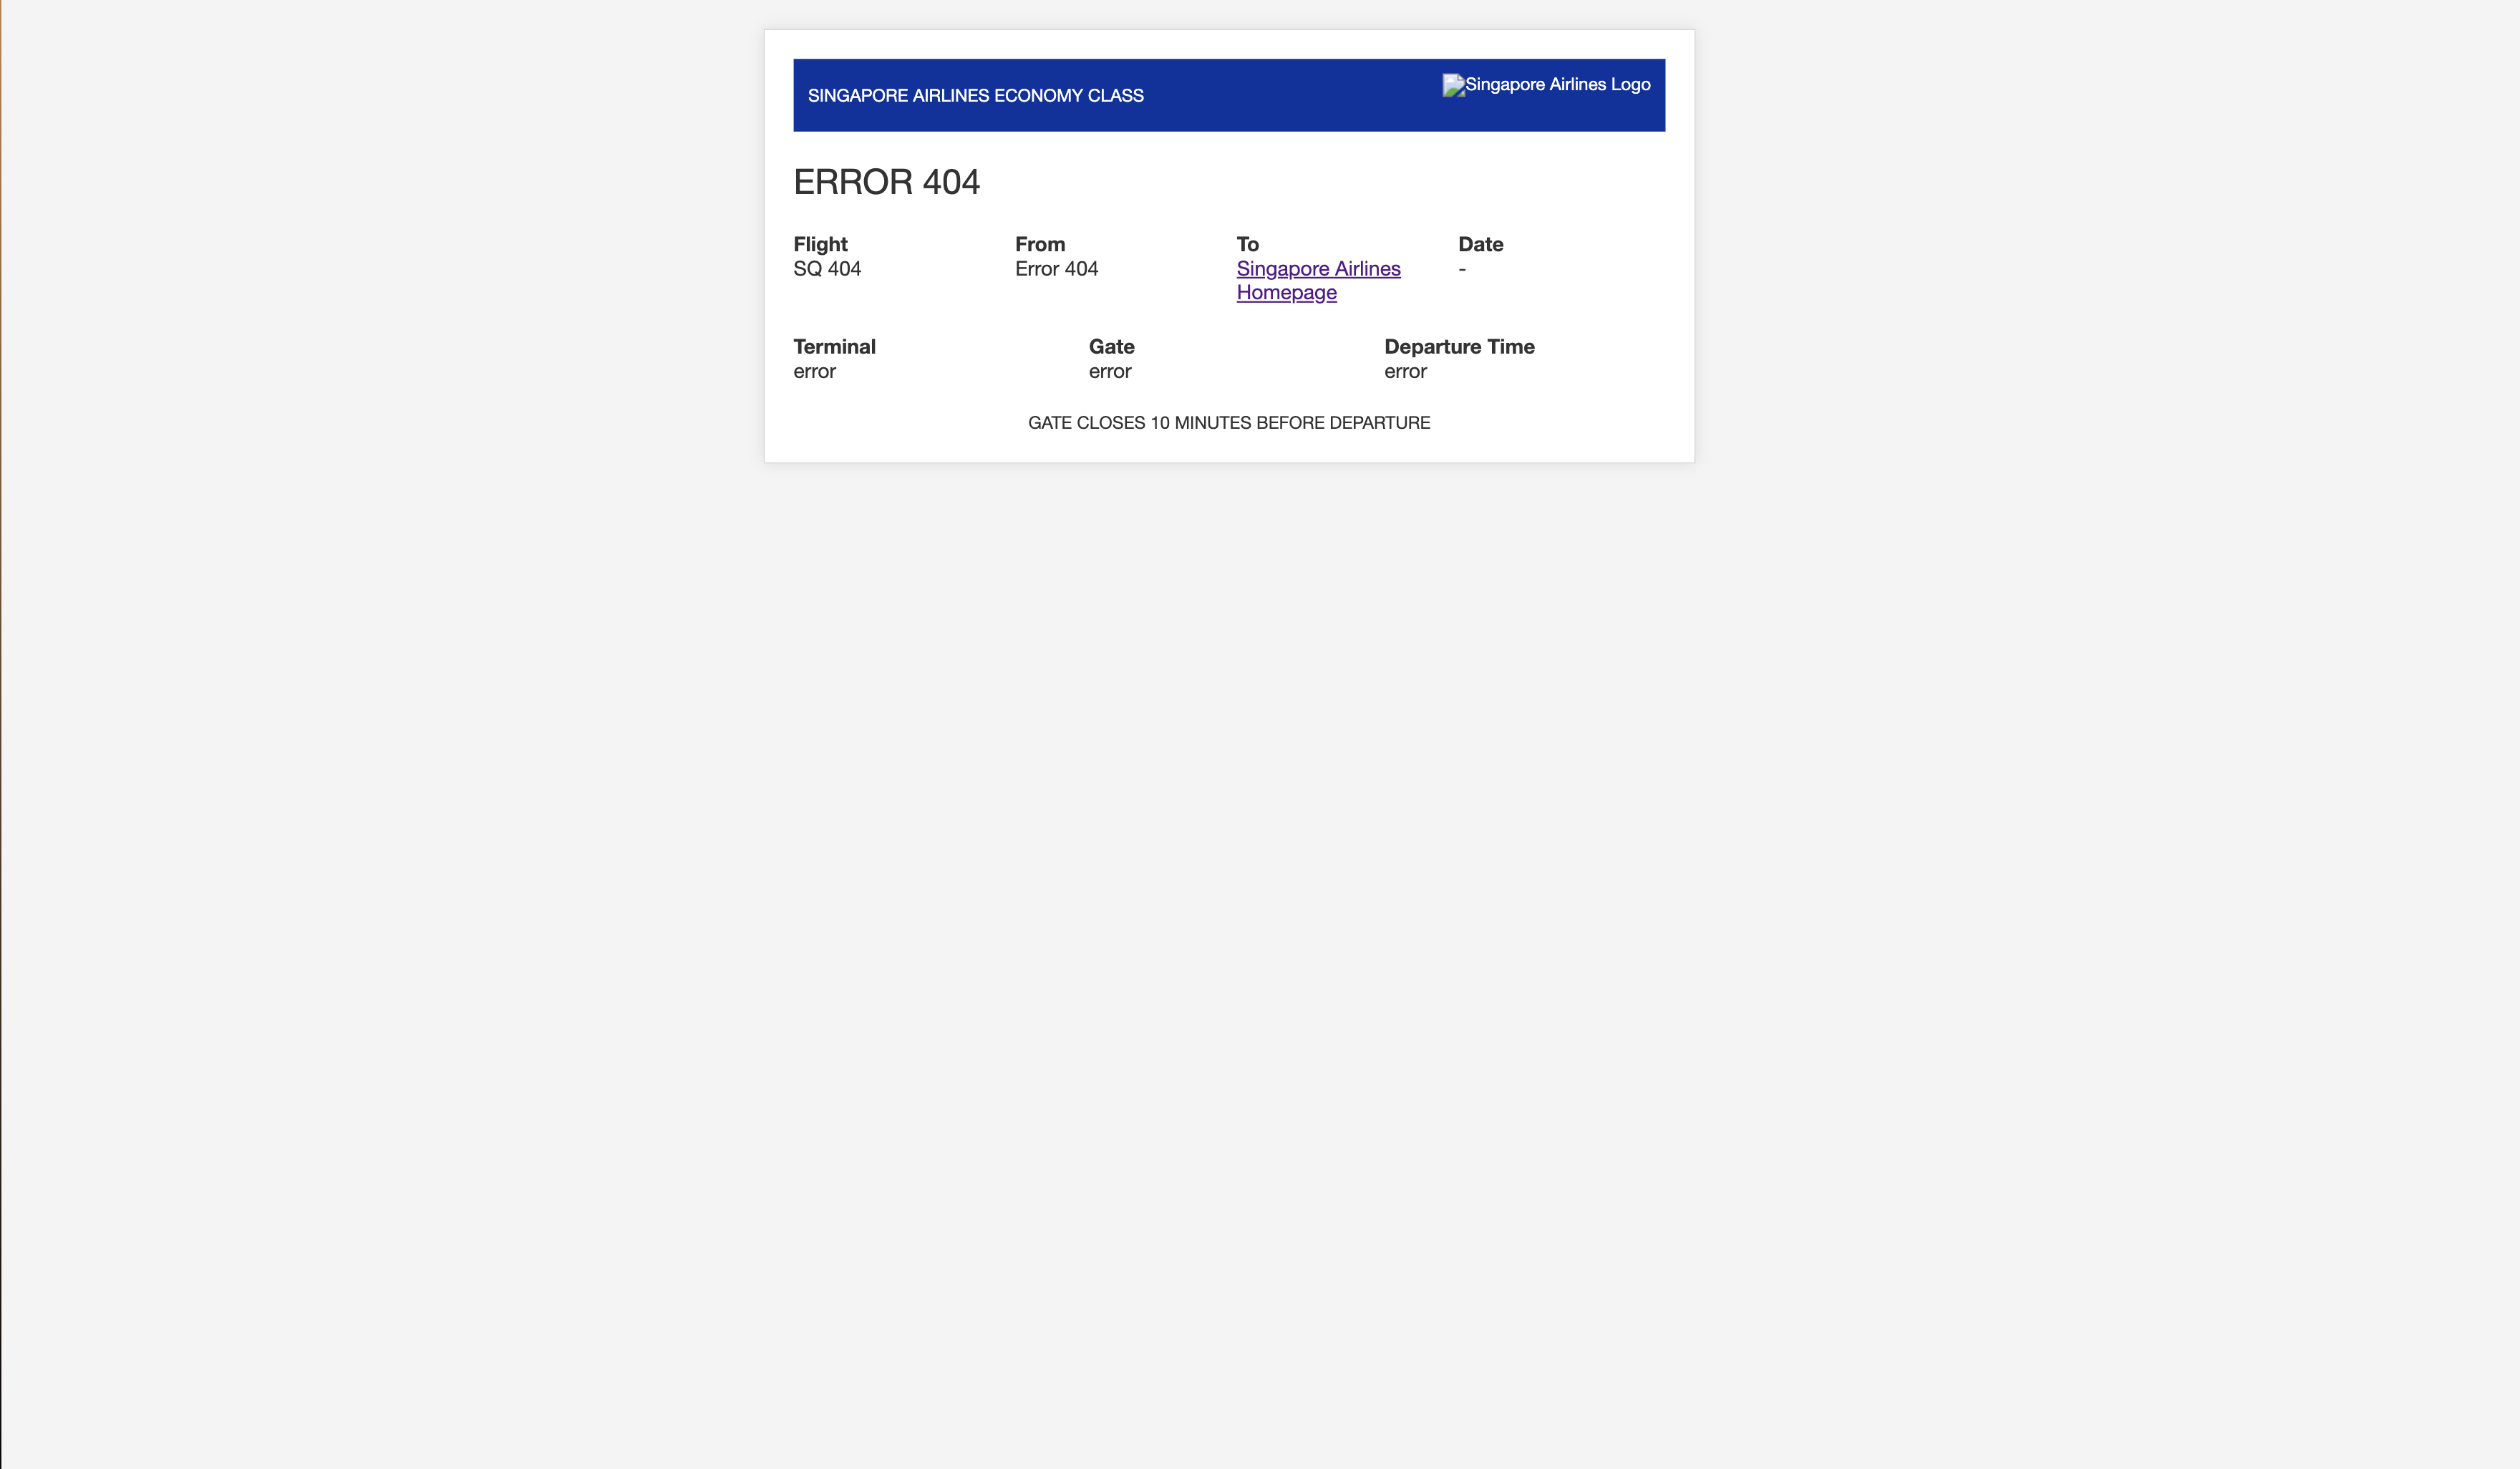 SINGAPORE AIRLINES ECONOMY CLASS
Singapore Airlines Logo
ERROR 404
Flight
SQ 404
From
Error 404
To
Singapore Airlines
Homepage
Date
-
Terminal
error
Gate
error
Departure Time
error
GATE CLOSES 10 MINUTES BEFORE DEPARTURE